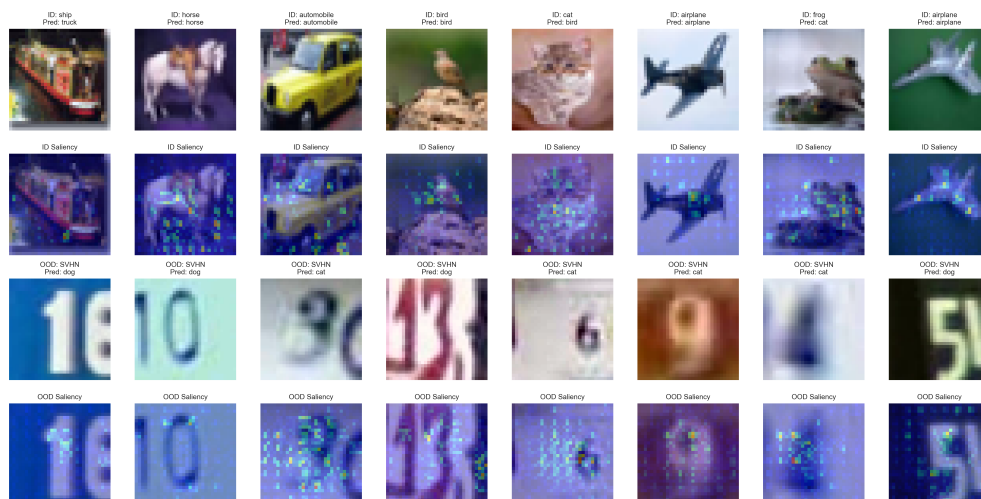 ID: ship
Pred: truck
ID: horse
Pred: horse
ID: automobile
Pred: automobile
ID: bird
Pred: bird
ID: cat
Pred: bird
ID: airplane
Pred: airplane
ID: frog
Pred: cat
ID: airplane
Pred: airplane
ID Saliency
ID Saliency
ID Saliency
ID Saliency
ID Saliency
ID Saliency
ID Saliency
ID Saliency
OOD: SVHN
Pred: dog
OOD: SVHN
Pred: dog
OOD: SVHN
Pred: cat
OOD: SVHN
Pred: dog
OOD: SVHN
Pred: cat
OOD: SVHN
Pred: cat
OOD: SVHN
Pred: cat
OOD: SVHN
Pred: dog
16
10
9
13
6
9
51
OOD Saliency
OOD Saliency
OOD Saliency
OOD Saliency
OOD Saliency
OOD Saliency
OOD Saliency
OOD Saliency